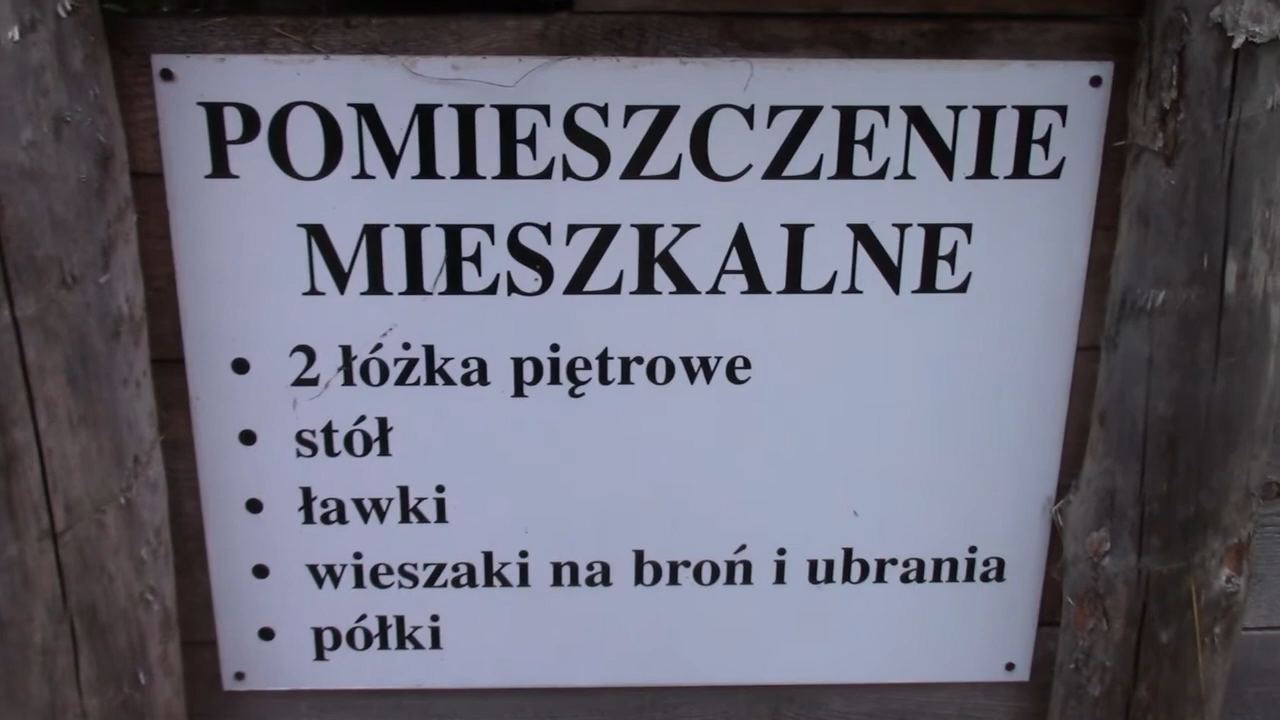 POMIESZCZENIE
MIESZKALNE
• 2 łóżka piętrowe
• stół
• ławki
• wieszaki na broń i ubrania
• półki